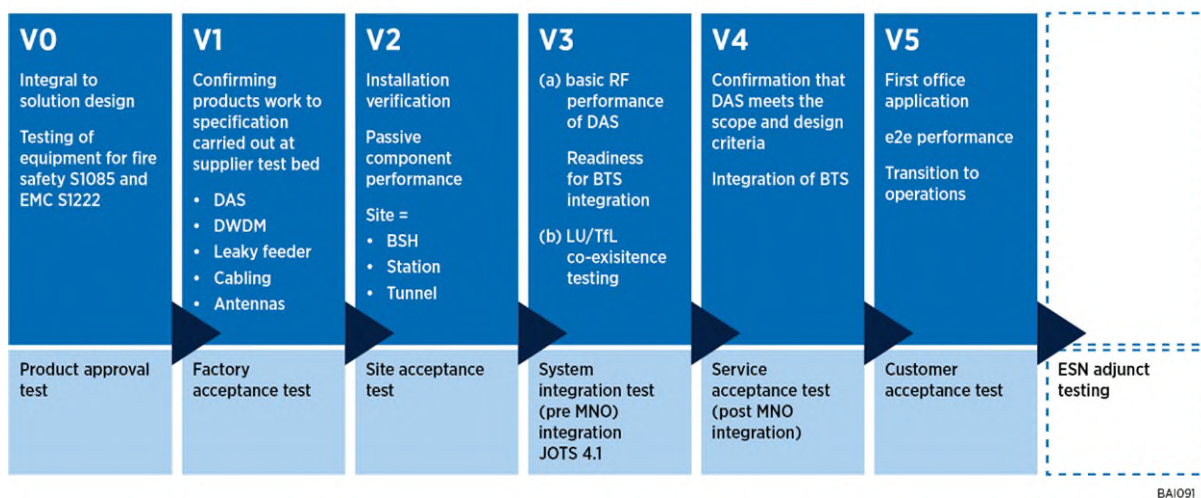 V0
Integral to
solution design
Testing of
equipment for fire
safety S1085 and
EMC S1222
V1
Confirming
products work to
specification
carried out at
supplier test bed
• DAS
• DWDM
• Leaky feeder
• Cabling
• Antennas
V2
Installation
verification
Passive
component
performance
Site =
• BSH
• Station
• Tunnel
V3
(a) basic RF
performance
of DAS
Readiness
for BTS
integration
(b) LU/TfL
co-exisitence
testing
V4
Confirmation that
DAS meets the
scope and design
criteria
Integration of BTS
V5
First office
application
e2e performance
Transition to
operations
Product approval
test
Factory
acceptance test
Site acceptance
test
System
integration test
(pre MNO)
integration
JOTS 4.1
Service
acceptance test
(post MNO
integration)
Customer
acceptance test
ESN adjunct
testing
BAI091